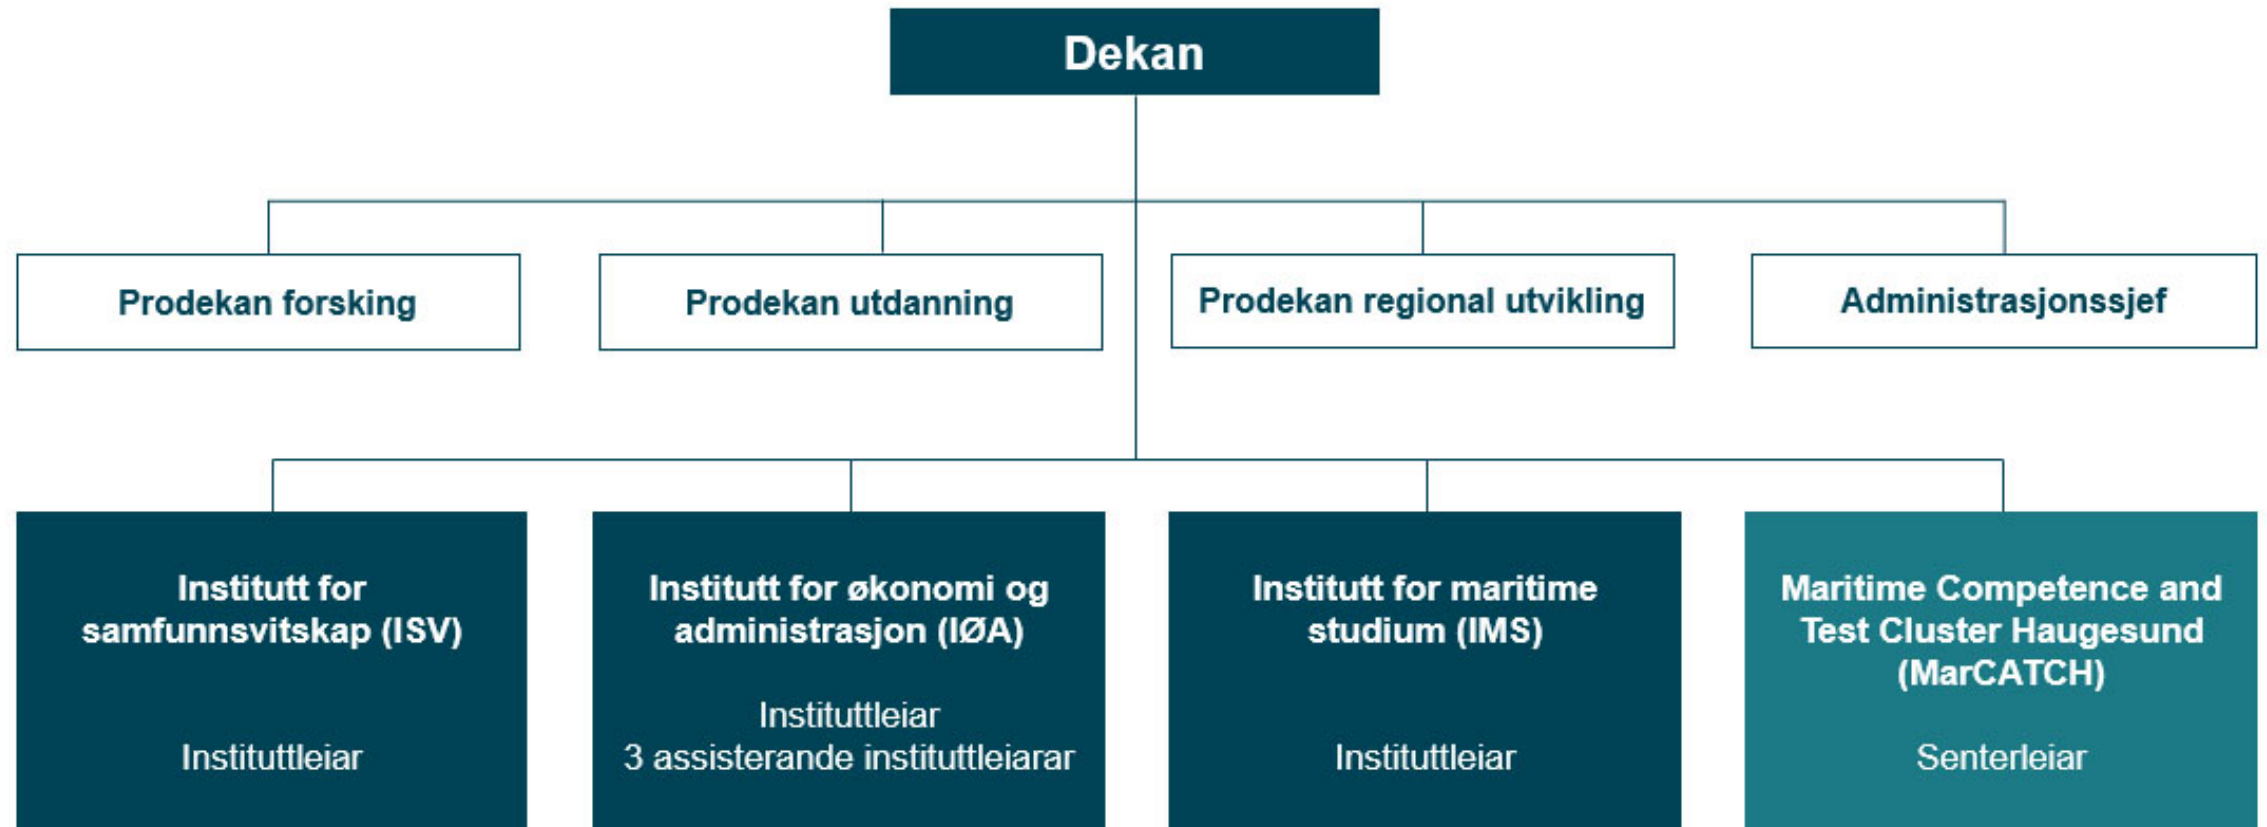 Dekan
Prodekan forsking
Prodekan utdanning
Prodekan regional utvikling
Administrasjonssjef
Institutt for
samfunnsvitskap (ISV)
Instituttleiar
Institutt for økonomi og
administrasjon (IØA)
Instituttleiar
3 assisterande instituttleiarar
Institutt for maritime
studium (IMS)
Instituttleiar
Maritime Competence and
Test Cluster Haugesund
(MarCATCH)
Senterleiar